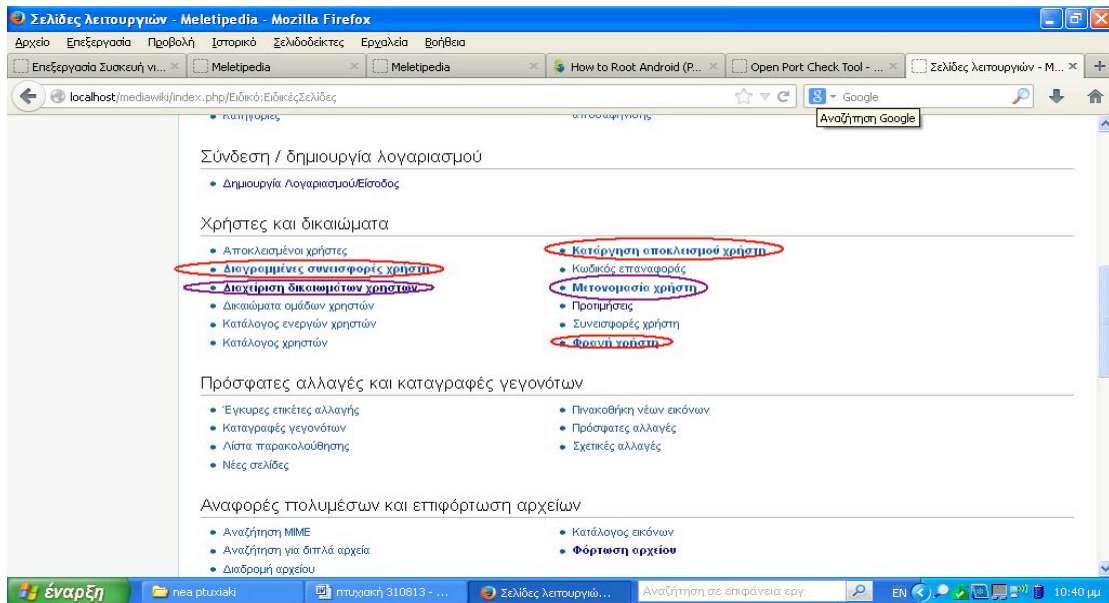 Σελίδες λειτουργιών - Meletipedia - Mozilla Firefox
Αρχείο Επεξεργασία Προβολή Ιστορικό Σελιδοδείκτες Εργαλεία Βοήθεια
Επεξεργασία Συσκευή νι... Meletipedia Meletipedia How to Root Android (P... Open Port Check Tool - ... Σελίδες λειτουργιών - M...
localhost/mediawiki/index.php/Ειδικό:ΕιδικέςΣελίδες Google
Αναζήτηση Google
Κατηγορίες αποσαφήνισης
Σύνδεση / δημιουργία λογαριασμού
Δημιουργία Λογαριασμού/Είσοδος
Χρήστες και δικαιώματα
Αποκλεισμένοι χρήστες
Διαγραμμένες συνεισφορές χρήστη
Διαχείριση δικαιωμάτων χρηστών
Δικαιώματα ομάδων χρηστών
Κατάλογος ενεργών χρηστών
Κατάλογος χρηστών
Κατάργηση αποκλεισμού χρήστη
Κωδικός επαναφοράς
Μετονομασία χρήστη
Προτιμήσεις
Συνεισφορές χρήστη
Φραγή χρήστη
Πρόσφατες αλλαγές και καταγραφές γεγονότων
Έγκυρες ετικέτες αλλαγής
Καταγραφές γεγονότων
Λίστα παρακολούθησης
Νέες σελίδες
Πινακοθήκη νέων εικόνων
Πρόσφατες αλλαγές
Σχετικές αλλαγές
Αναφορές πολυμέσων και επιφόρτωση αρχείων
Αναζήτηση MIME
Αναζήτηση για διπλά αρχεία
Διαδρομή αρχείου
Κατάλογος εικόνων
Φόρτωση αρχείου
έναρξη nea ptuxiaki πτυχιακή 310813 - ... Σελίδες λειτουργιώ... Αναζήτηση σε επιφάνεια εργ. EN 10:40 μμ